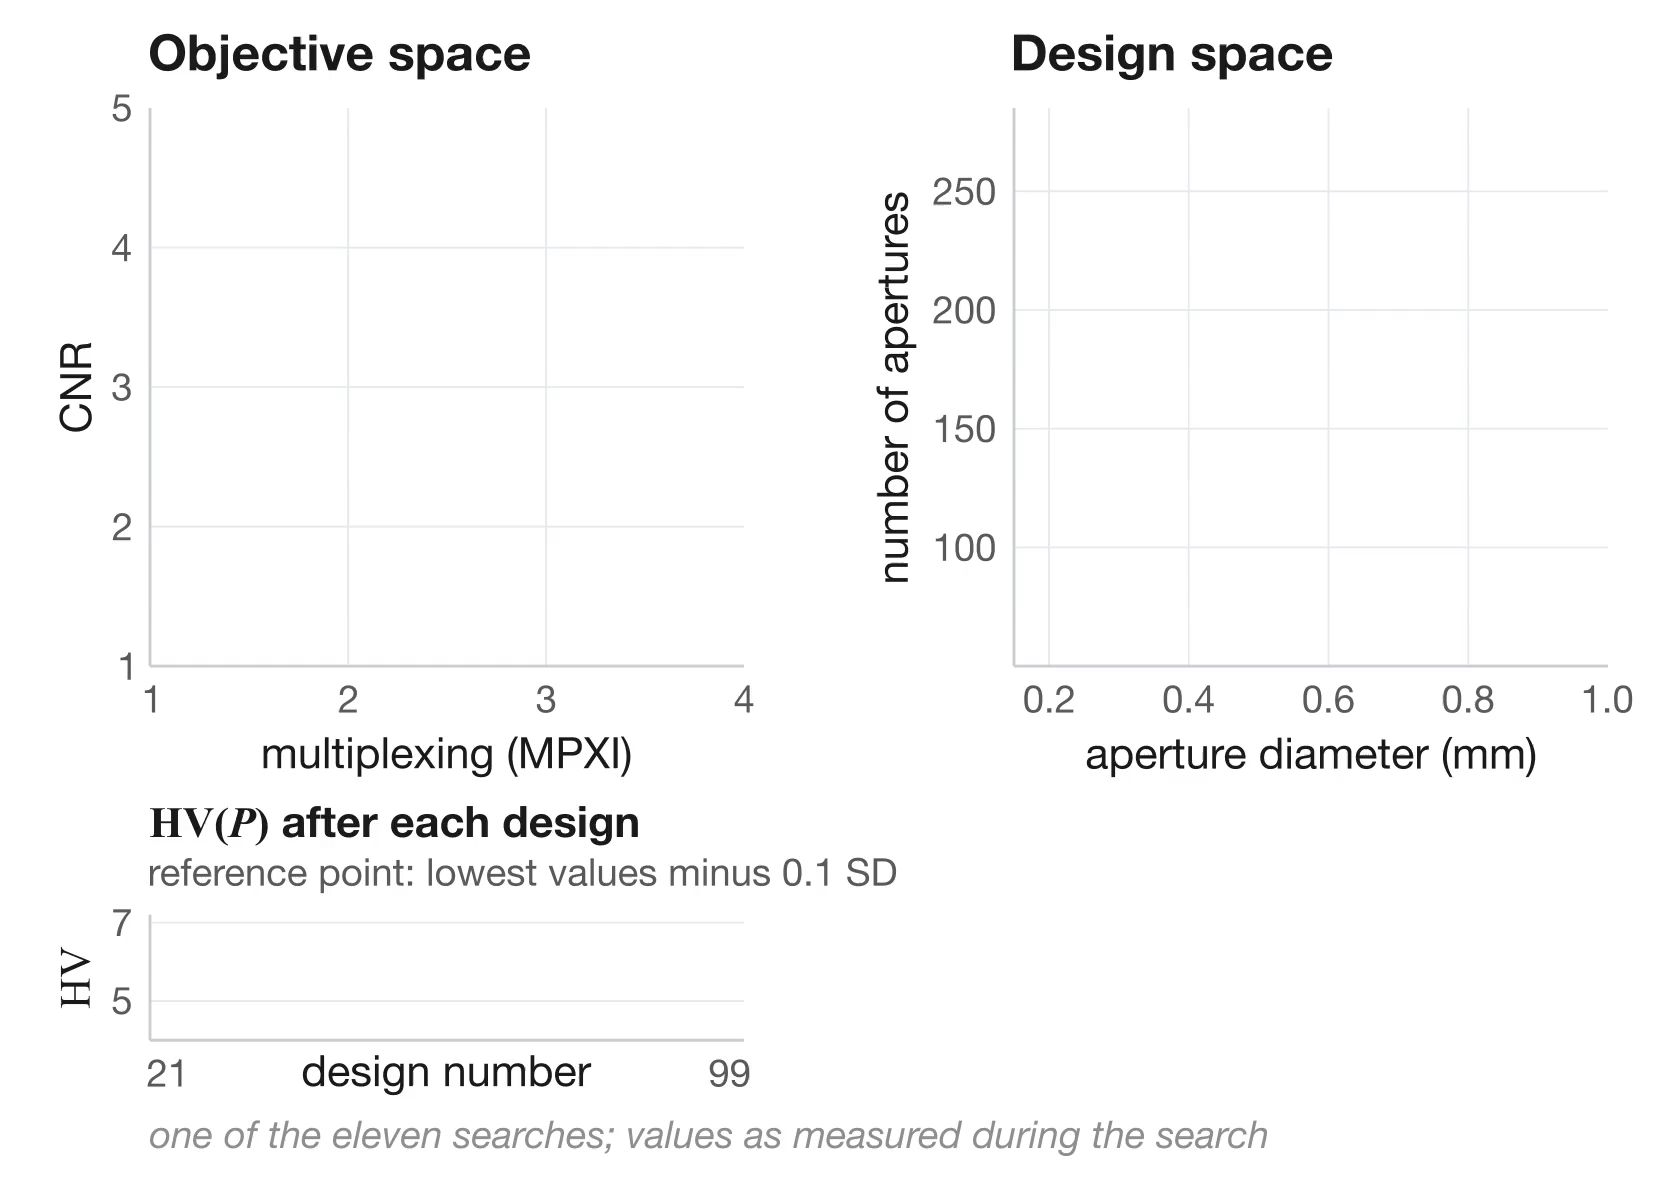 Objective space
5
4
3
2
1
CNR
1 2 3 4
multiplexing (MPXI)
Design space
250
200
150
100
number of apertures
0.2 0.4 0.6 0.8 1.0
aperture diameter (mm)
HV(P) after each design
reference point: lowest values minus 0.1 SD
7
5
HV
21 design number 99
one of the eleven searches; values as measured during the search